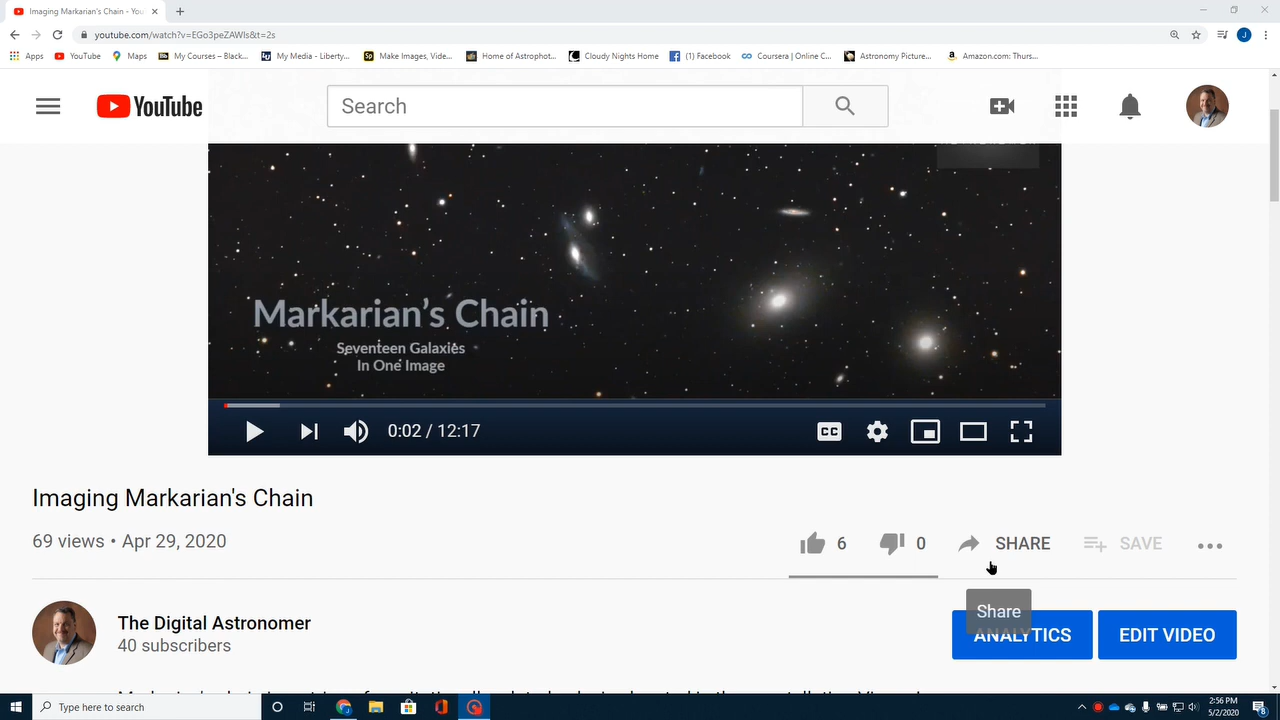 Imaging Markarian's Chain - You
youtube.com/watch?v=EGo3peZAWIs&t=2s
Apps YouTube Maps My Courses – Black... My Media - Liberty... Make Images, Vide... Home of Astrophot... Cloudy Nights Home (1) Facebook Coursera | Online C... Astronomy Picture... Amazon.com: Thurs...
YouTube
Search
Markarian's Chain
Seventeen Galaxies
In One Image
0:02 / 12:17
CC
Imaging Markarian's Chain
69 views • Apr 29, 2020
6 0 SHARE SAVE
Share
The Digital Astronomer
40 subscribers
ANALYTICS EDIT VIDEO
Type here to search
2:56 PM
5/2/2020
8